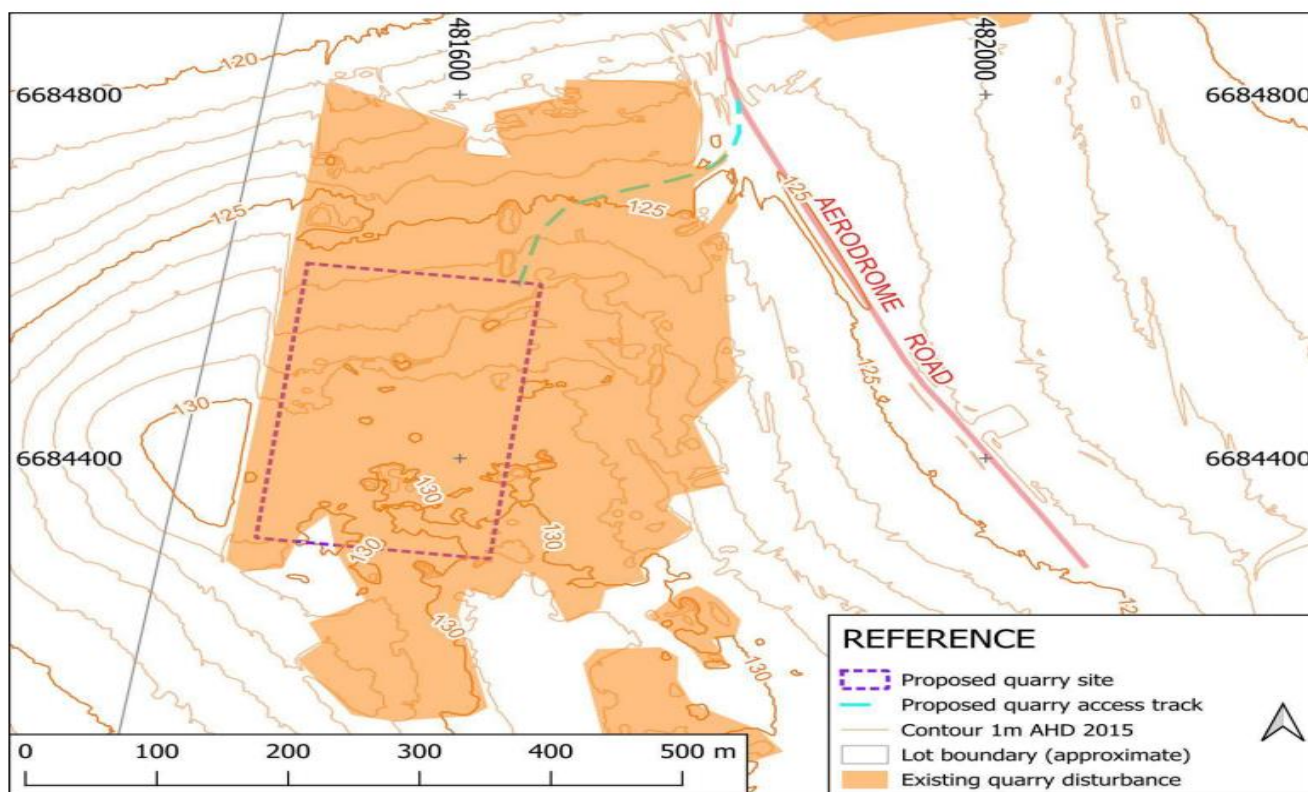 481600
482000
120
6684800
6684800
125
125
125
AERODROME
ROAD
130
125
6684400
6684400
130
130
130
130
130
12
REFERENCE
Proposed quarry site
Proposed quarry access track
Contour 1m AHD 2015
Lot boundary (approximate)
Existing quarry disturbance
0 100 200 300 400 500 m